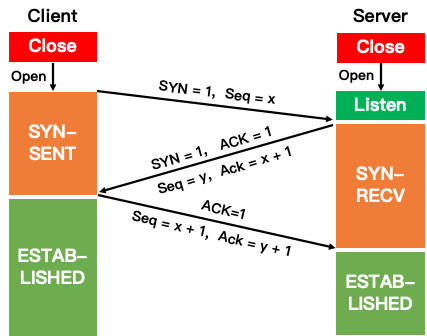 Client
Server
Close
Close
Open
Open
SYN = 1,  Seq = x
Listen
SYN–
SENT
SYN = 1,  ACK = 1
Seq = y,  Ack = x + 1
SYN–
RECV
ACK=1
Seq = x + 1,  Ack = y + 1
ESTAB–
LISHED
ESTAB–
LISHED